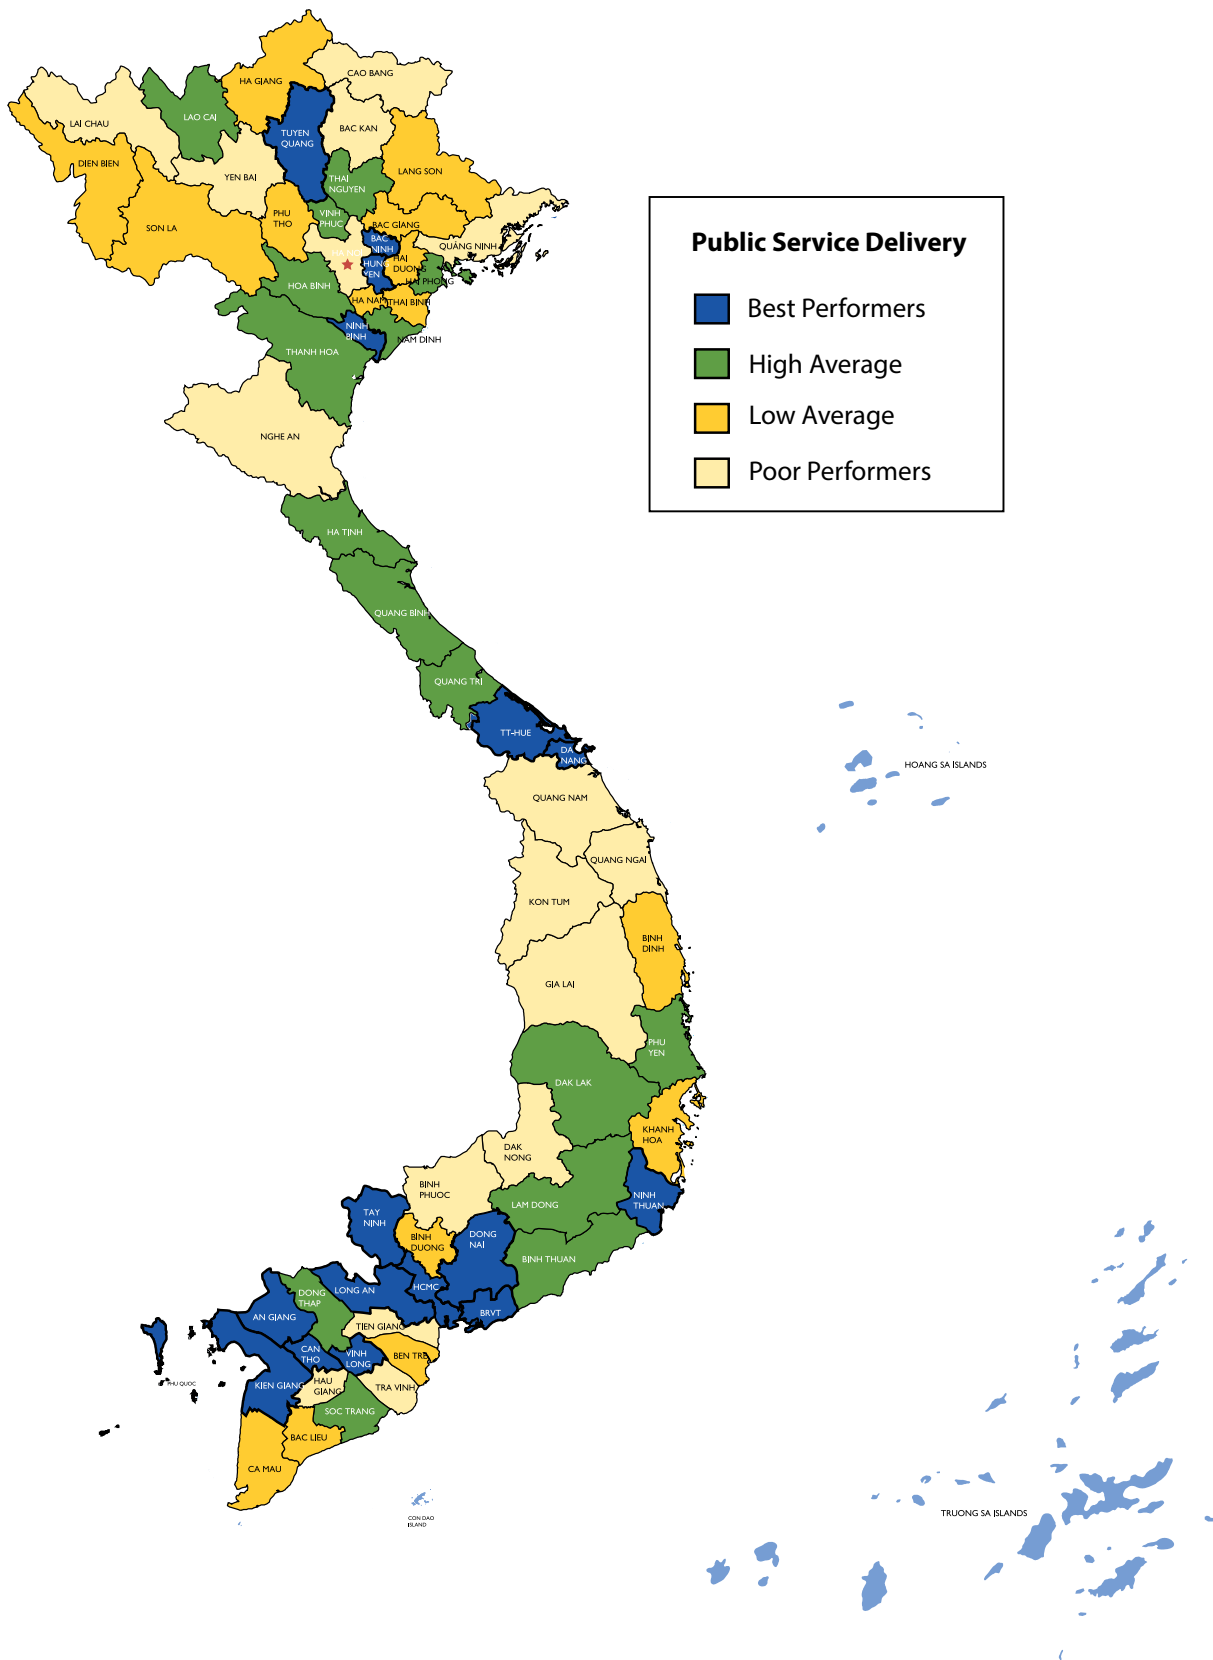 HA GIANG
CAO BANG
LAI CHAU
LAO CAI
TUYEN
QUANG
BAC KAN
DIEN BIEN
YEN BAI
THAI
NGUYEN
LANG SON
SON LA
PHU
THO
VINH
PHUC
BAC GIANG
BAC
NINH
QUANG NINH
HUNG
YEN
HAI
DUONG
HAI PHONG
HOA BINH
HA NAM
THAI BINH
NINH
BINH
NAM DINH
THANH HOA
NGHE AN
HA TINH
QUANG BINH
QUANG TRI
TT-HUE
DA
NANG
QUANG NAM
QUANG NGAI
KON TUM
BINH
DINH
GIA LAI
PHU
YEN
DAK LAK
KHANH
HOA
DAK
NONG
BINH
PHUOC
LAM DONG
NINH
THUAN
TAY
NINH
BINH
DUONG
DONG
NAI
BINH THUAN
HCMC
LONG AN
DONG
THAP
AN GIANG
BRVT
TIEN GIANG
CAN
THO
VINH
LONG
BEN TRE
KIEN GIANG
HAU
GIANG
TRA VINH
PHU QUOC
SOC TRANG
BAC LIEU
CA MAU
CON DAO
ISLAND
Public Service Delivery
Best Performers
High Average
Low Average
Poor Performers
HOANG SA ISLANDS
TRUONG SA ISLANDS